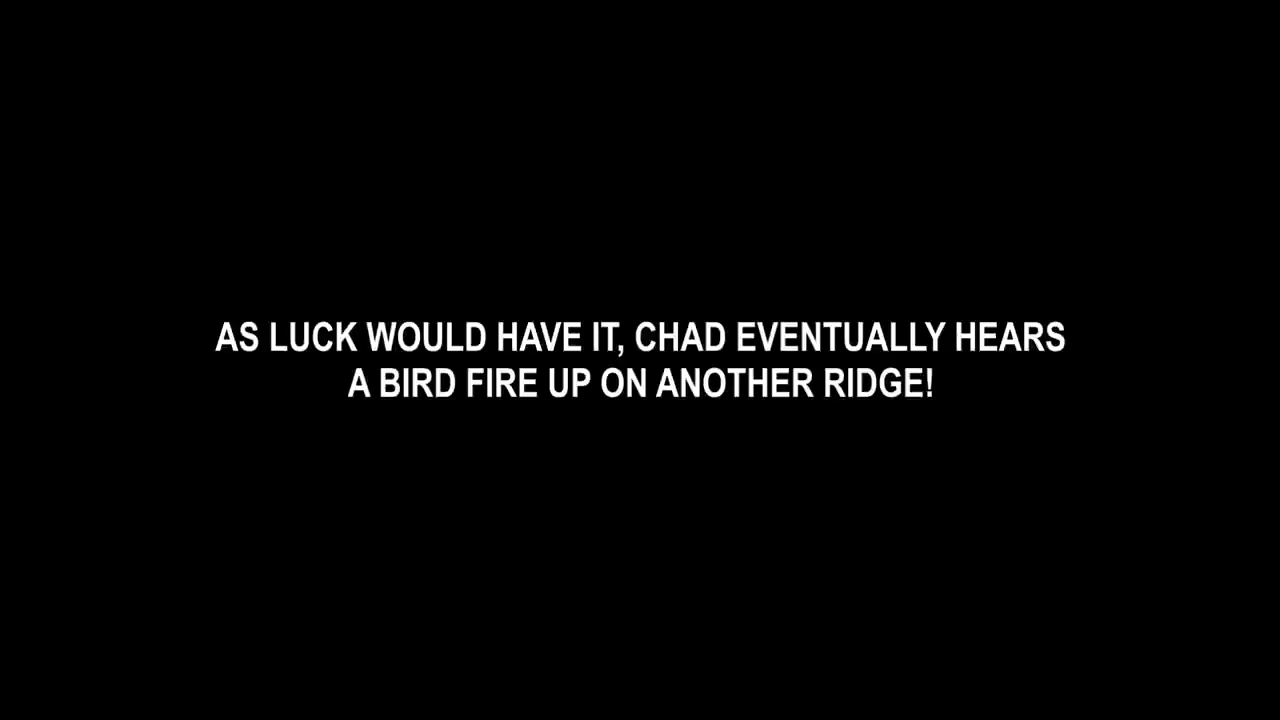 AS LUCK WOULD HAVE IT, CHAD EVENTUALLY HEARS
A BIRD FIRE UP ON ANOTHER RIDGE!